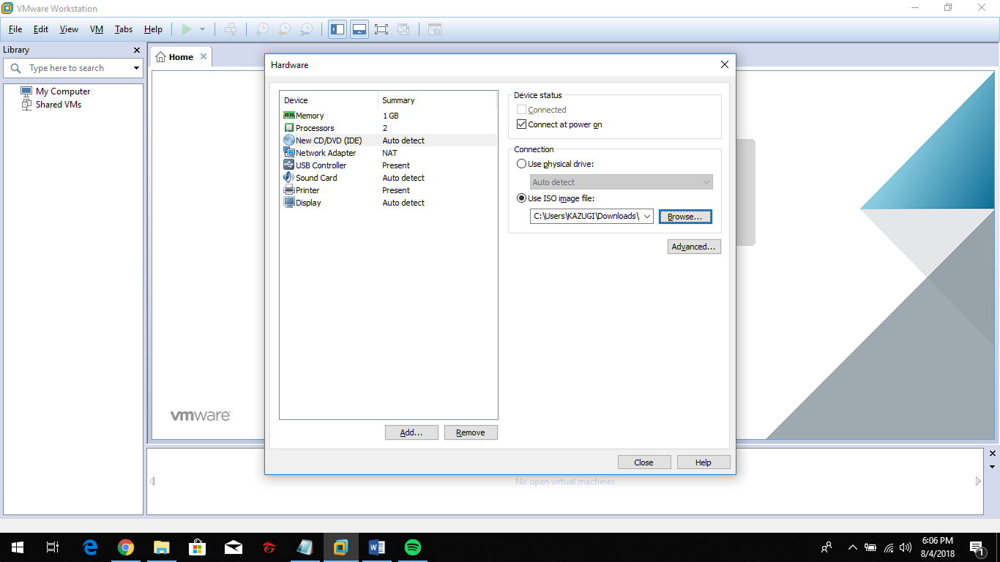 VMware Workstation
File Edit View VM Tabs Help
Library
Type here to search
My Computer
Shared VMs
Home
Hardware
Device Summary
Memory 1 GB
Processors 2
New CD/DVD (IDE) Auto detect
Network Adapter NAT
USB Controller Present
Sound Card Auto detect
Printer Present
Display Auto detect
Add...
Remove
Device status
Connected
Connect at power on
Connection
Use physical drive:
Auto detect
Use ISO image file:
C:\Users\KAZUGI\Downloads\
Browse...
Advanced...
Close
Help
vmware
No open virtual machines
6:06 PM
8/4/2018
1